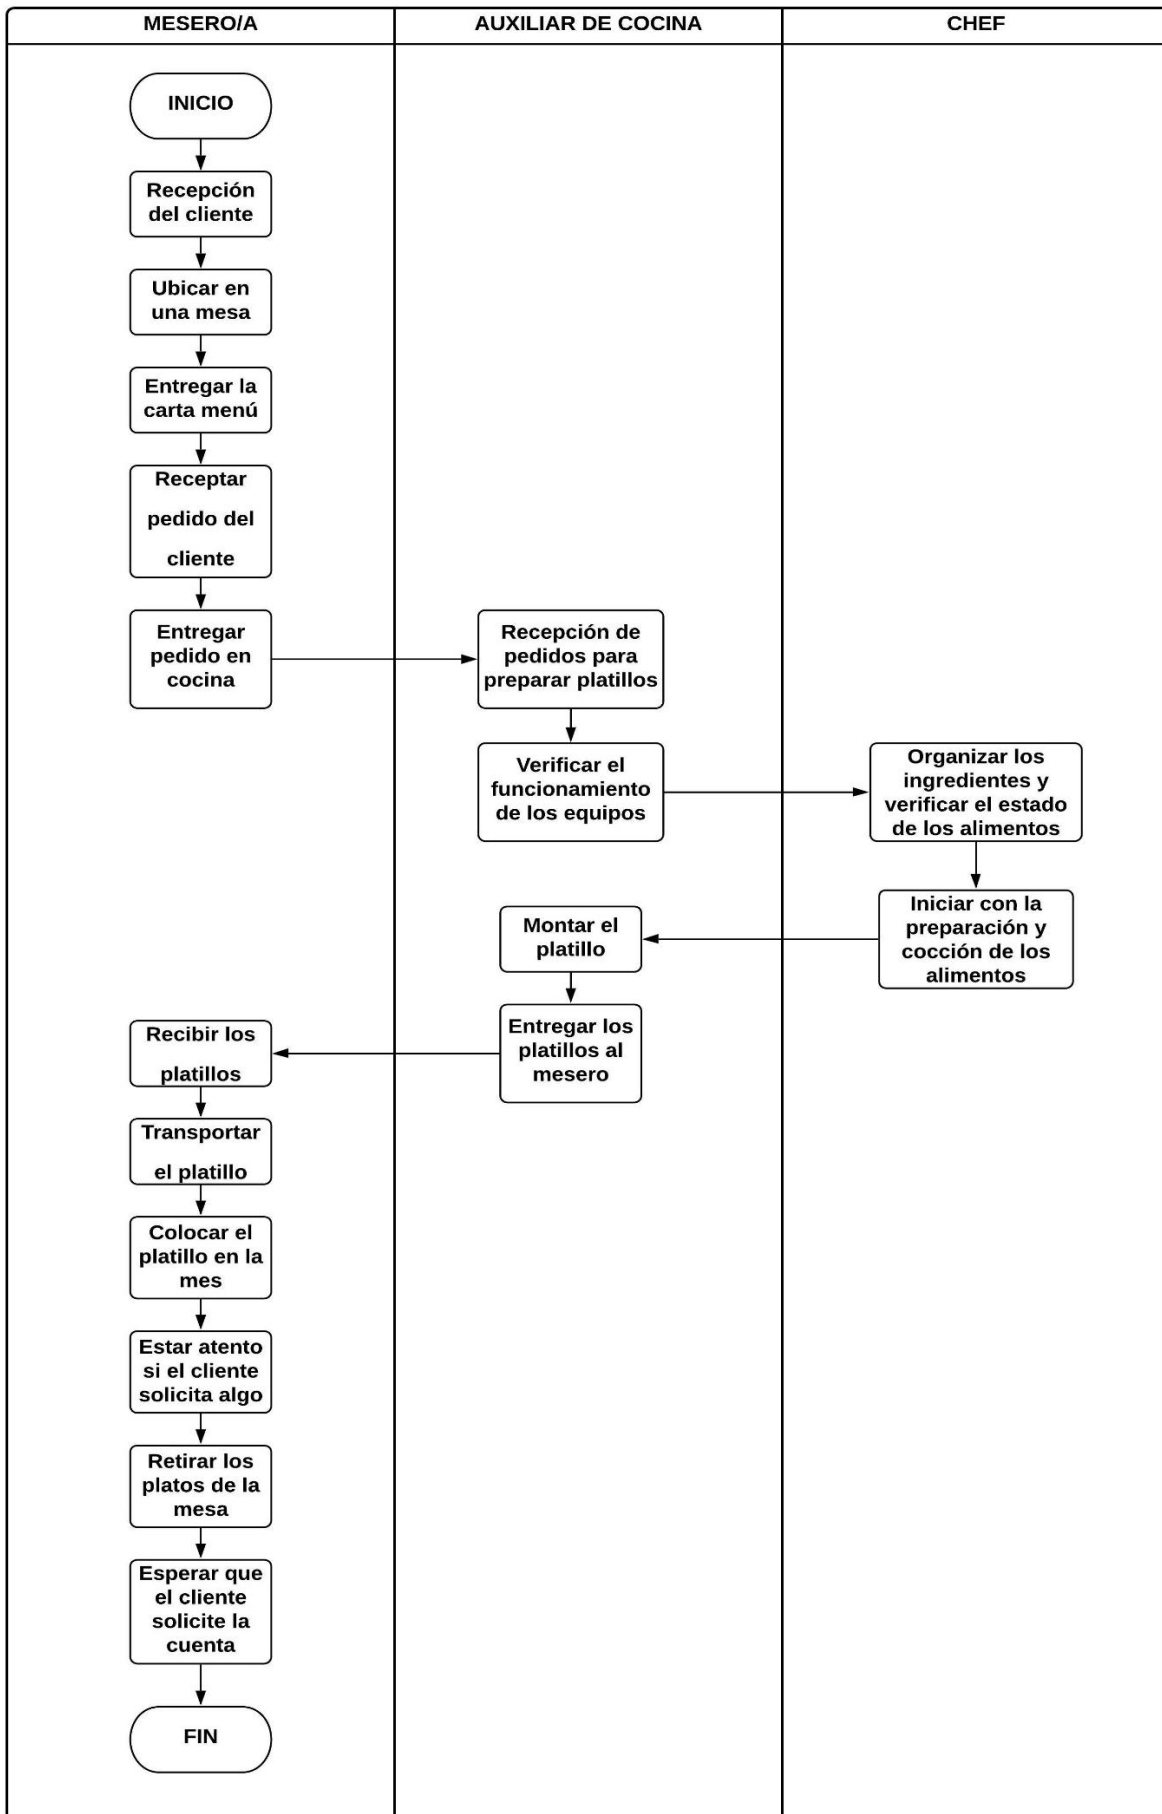 MESERO/A
AUXILIAR DE COCINA
CHEF
INICIO
Recepción
del cliente
Ubicar en
una mesa
Entregar la
carta menú
Receptar
pedido del
cliente
Entregar
pedido en
cocina
Recepción de
pedidos para
preparar platillos
Verificar el
funcionamiento
de los equipos
Organizar los
ingredientes y
verificar el estado
de los alimentos
Iniciar con la
preparación y
cocción de los
alimentos
Montar el
platillo
Entregar los
platillos al
mesero
Recibir los
platillos
Transportar
el platillo
Colocar el
platillo en la
mes
Estar atento
si el cliente
solicita algo
Retirar los
platos de la
mesa
Esperar que
el cliente
solicite la
cuenta
FIN